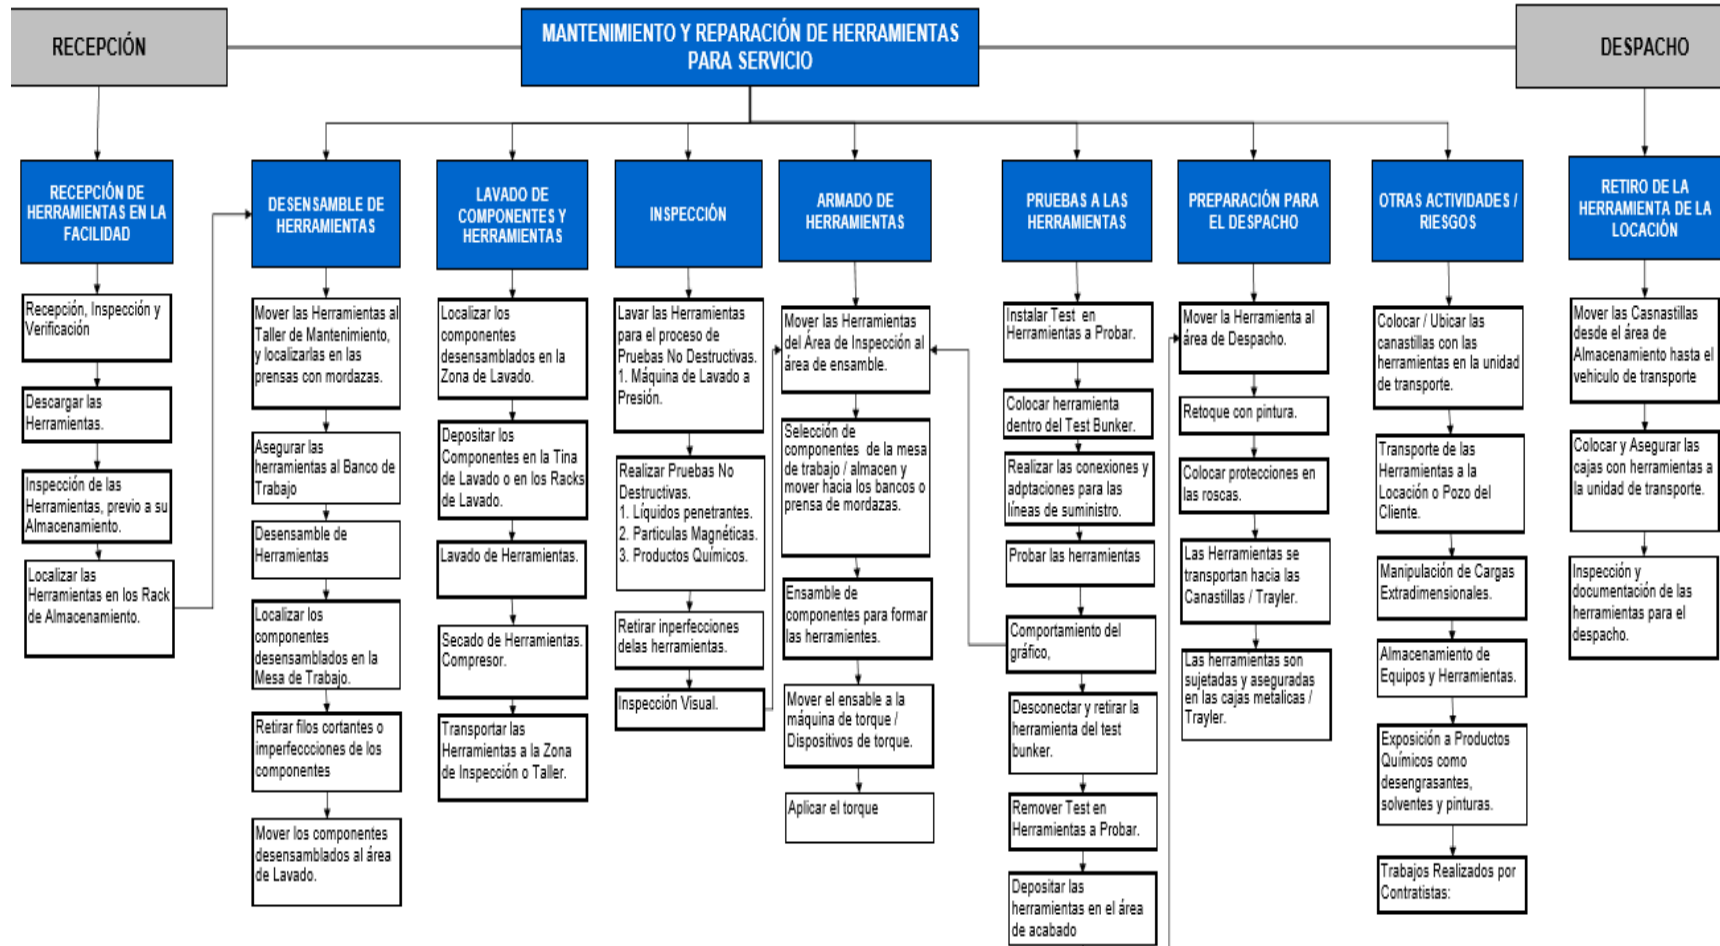 RECEPCIÓN
MANTENIMIENTO Y REPARACIÓN DE HERRAMIENTAS
PARA SERVICIO
DESPACHO
RECEPCIÓN DE
HERRAMIENTAS EN LA
FACILIDAD
Recepción, Inspección y
Verificación
Descargar las
Herramientas.
Inspección de las
Herramientas, previo a su
Almacenamiento.
Localizar las
Herramientas en los Rack
de Almacenamiento.
DESENSAMBLE DE
HERRAMIENTAS
Mover las Herramientas al
Taller de Mantenimiento,
y localizarlas en las
prensas con mordazas.
Asegurar las
herramientas al Banco de
Trabajo
Desensamble de
Herramientas
Localizar los
componentes
desensamblados en la
Mesa de Trabajo.
Retirar filos cortantes o
imperfeccciones de los
componentes
Mover los componentes
desensamblados al área
de Lavado.
LAVADO DE
COMPONENTES Y
HERRAMIENTAS
Localizar los
componentes
desensamblados en la
Zona de Lavado.
Depositar los
Componentes en la Tina
de Lavado o en los Racks
de Lavado.
Lavado de Herramientas.
Secado de Herramientas.
Compresor.
Transportar las
Herramientas a la Zona
de Inspección o Taller.
INSPECCIÓN
Lavar las Herramientas
para el proceso de
Pruebas No Destructivas.
1. Máquina de Lavado a
Presión.
Realizar Pruebas No
Destructivas.
1. Líquidos penetrantes.
2. Particulas Magnéticas.
3. Productos Químicos.
Retirar inperfecciones
delas herramientas.
Inspección Visual.
ARMADO DE
HERRAMIENTAS
Mover las Herramientas
del Área de Inspección al
área de ensamble.
Selección de
componentes de la mesa
de trabajo / almacen y
mover hacia los bancos o
prensa de mordazas.
Ensamble de
componentes para formar
las herramientes.
Mover el ensable a la
máquina de torque /
Dispositivos de torque.
Aplicar el torque
PRUEBAS A LAS
HERRAMIENTAS
Instalar Test en
Herramientas a Probar.
Colocar herramienta
dentro del Test Bunker.
Realizar las conexiones y
adptaciones para las
líneas de suministro.
Probar las herramientas
Comportamiento del
gráfico,
Desconectar y retirar la
herramienta del test
bunker.
Remover Test en
Herramientas a Probar.
Depositar las
herramientas en el área
de acabado
PREPARACIÓN PARA
EL DESPACHO
Mover la Herramienta al
área de Despacho.
Retoque con pintura.
Colocar protecciones en
las roscas.
Las Herramientas se
transportan hacia las
Canastillas / Trayler.
Las herramientas son
sujetadas y aseguradas
en las cajas metalicas /
Trayler.
OTRAS ACTIVIDADES /
RIESGOS
Colocar / Ubicar las
canastillas con las
herramientas en la unidad
de transporte.
Transporte de las
Herramientas a la
Locación o Pozo del
Cliente.
Manipulación de Cargas
Extradimensionales.
Almacenamiento de
Equipos y Herramientas.
Exposición a Productos
Químicos como
desengrasantes,
solventes y pinturas.
Trabajos Realizados por
Contratistas:
RETIRO DE LA
HERRAMIENTA DE LA
LOCACIÓN
Mover las Casnastillas
desde el área de
Almacenamiento hasta el
vehiculo de transporte
Colocar y Asegurar las
cajas con herramientas a
la unidad de transporte.
Inspección y
documentación de las
herramientas para el
despacho.